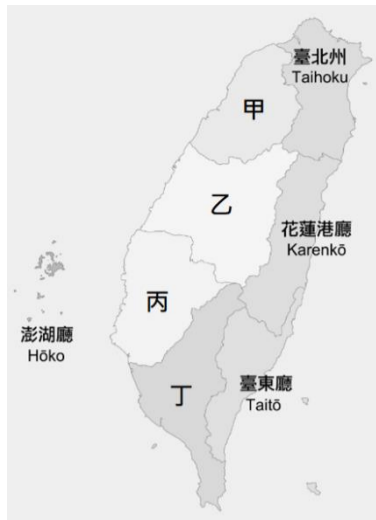 臺北州
Taihoku
甲
乙
花蓮港廳
Karenkō
丙
澎湖廳
Hōko
丁
臺東廳
Taitō